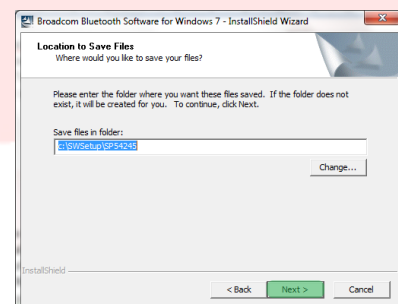 Broadcom Bluetooth Software for Windows 7 - InstallShield Wizard
Location to Save Files
Where would you like to save your files?
Please enter the folder where you want these files saved. If the folder does not
exist, it will be created for you. To continue, click Next.
Save files in folder:
c:\SWSetup\SP54245
Change...
InstallShield
< Back
Next >
Cancel